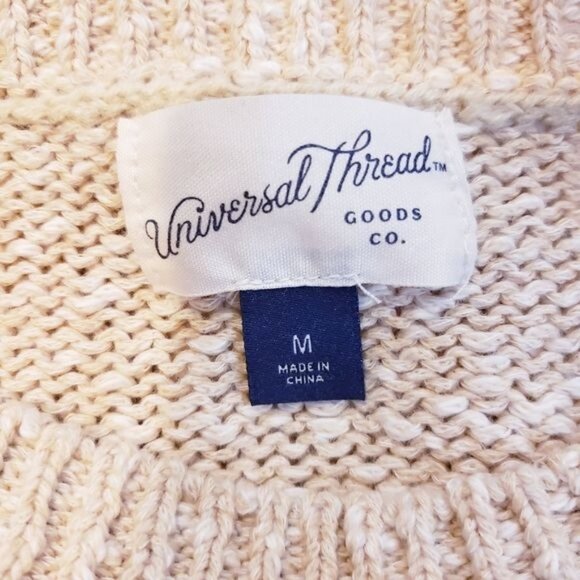 Universal Thread™
GOODS
CO.
M
MADE IN
CHINA